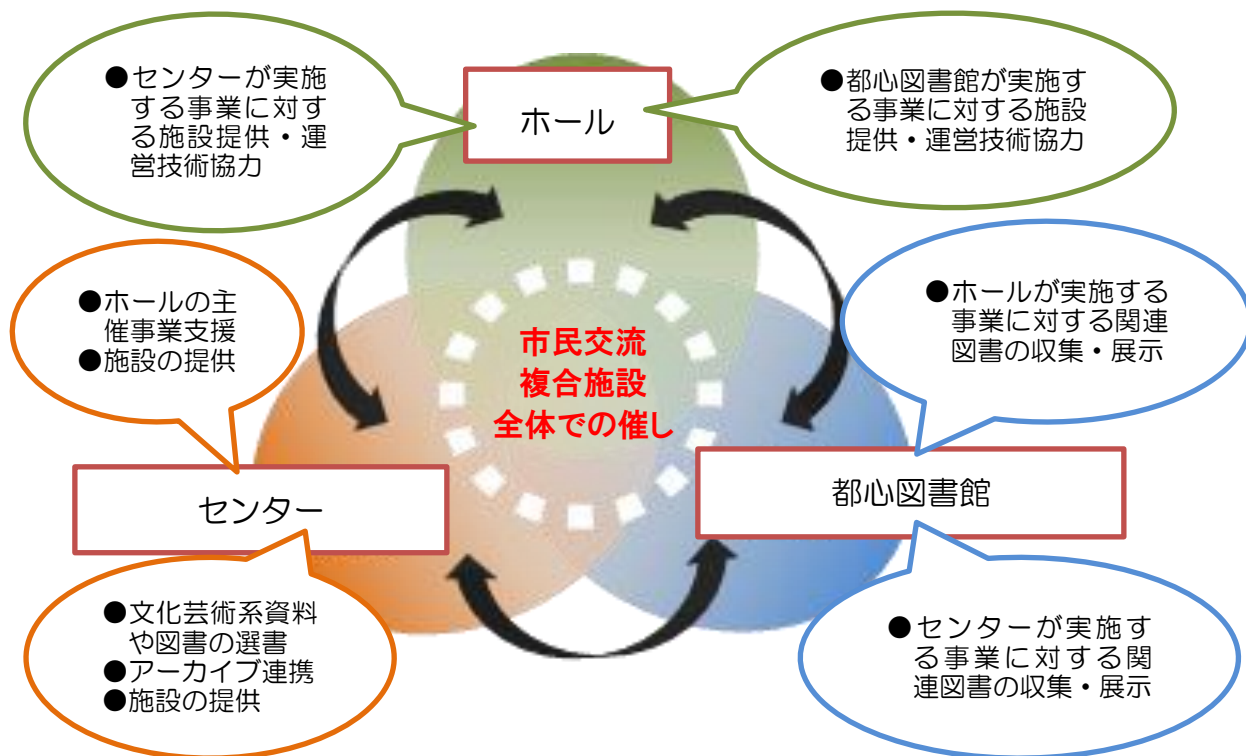 ●センターが実施
する事業に対す
る施設提供・運
営技術協力
ホール
●都心図書館が実施す
る事業に対する施設
提供・運営技術協力
●ホールの主
催事業支援
●施設の提供
●ホールが実施する
事業に対する関連
図書の収集・展示
市民交流
複合施設
全体での催し
センター
都心図書館
●文化芸術系資料
や図書の選書
●アーカイブ連携
●施設の提供
●センターが実施す
る事業に対する関
連図書の収集・展示